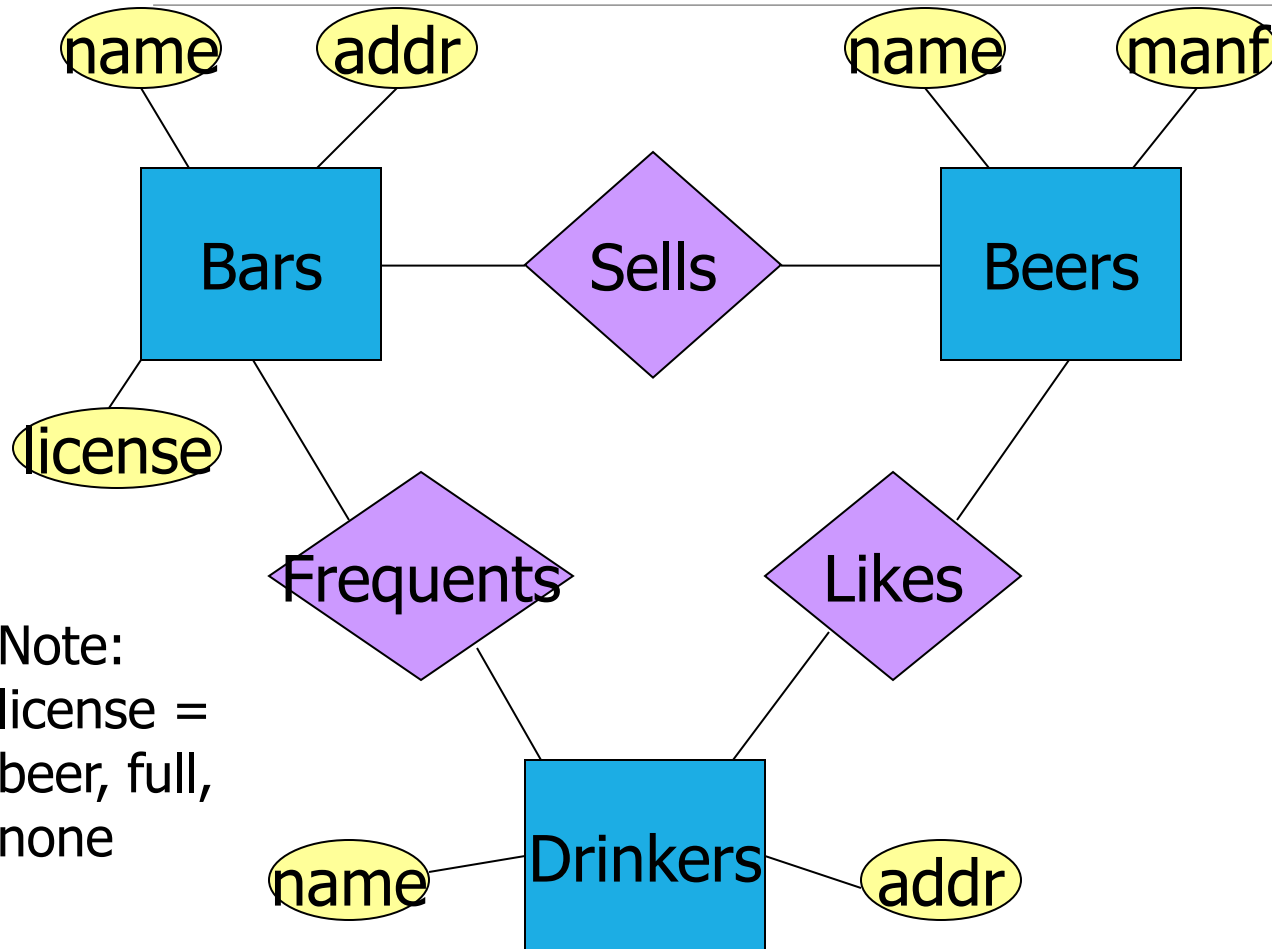 name
addr
name
manf
Bars
Sells
Beers
license
Frequents
Likes
Note:
license =
beer, full,
none
Drinkers
name
addr